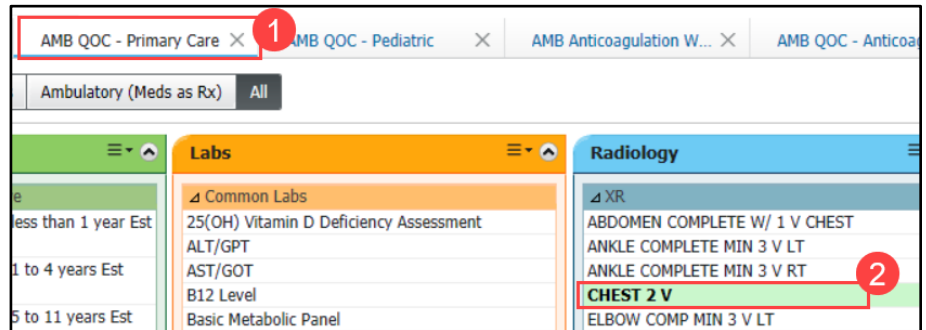 AMB QOC - Primary Care
1
AMB QOC - Pediatric
AMB Anticoagulation W...
AMB QOC - Anticoag
Ambulatory (Meds as Rx)
All
less than 1 year Est
1 to 4 years Est
5 to 11 years Est
Labs
Common Labs
25(OH) Vitamin D Deficiency Assessment
ALT/GPT
AST/GOT
B12 Level
Basic Metabolic Panel
Radiology
XR
ABDOMEN COMPLETE W/ 1 V CHEST
ANKLE COMPLETE MIN 3 V LT
ANKLE COMPLETE MIN 3 V RT
2
CHEST 2 V
ELBOW COMP MIN 3 V LT